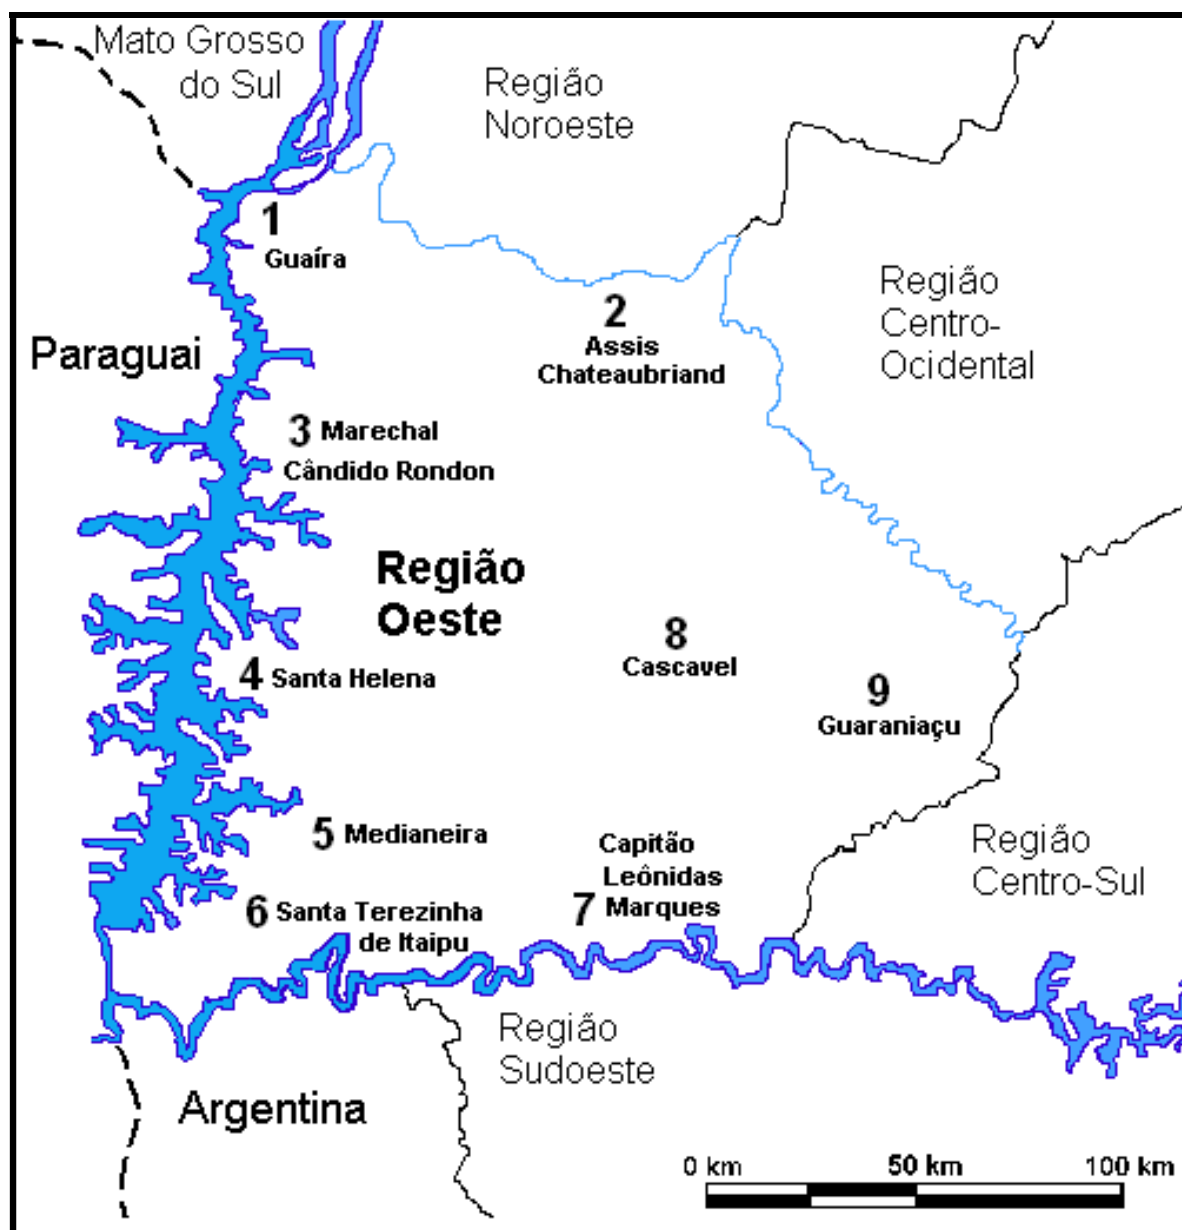 Mato Grosso
do Sul
Região
Noroeste
1
Guaíra
Região
Centro-
Ocidental
2
Assis
Chateaubriand
Paraguai
3 Marechal
Cândido Rondon
Região
Oeste
8
Cascavel
4 Santa Helena
9
Guaraniaçu
5 Medianeira
Capitão
Leônidas
7 Marques
Região
Centro-Sul
6 Santa Terezinha
de Itaipu
Região
Sudoeste
Argentina
0 km 50 km 100 km